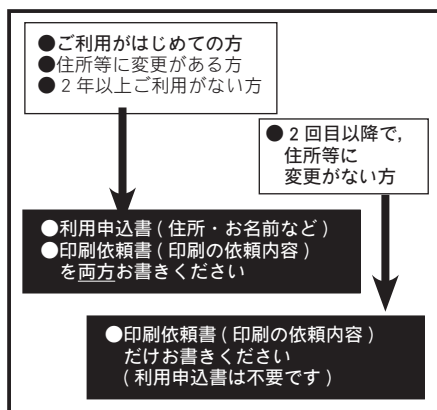 ●ご利用がはじめての方
●住所等に変更がある方
●2年以上ご利用がない方
●2回目以降で,
住所等に
変更がない方
●利用申込書(住所・お名前など)
●印刷依頼書(印刷の依頼内容)
を両方お書きください
●印刷依頼書(印刷の依頼内容)
だけお書きください
(利用申込書は不要です)